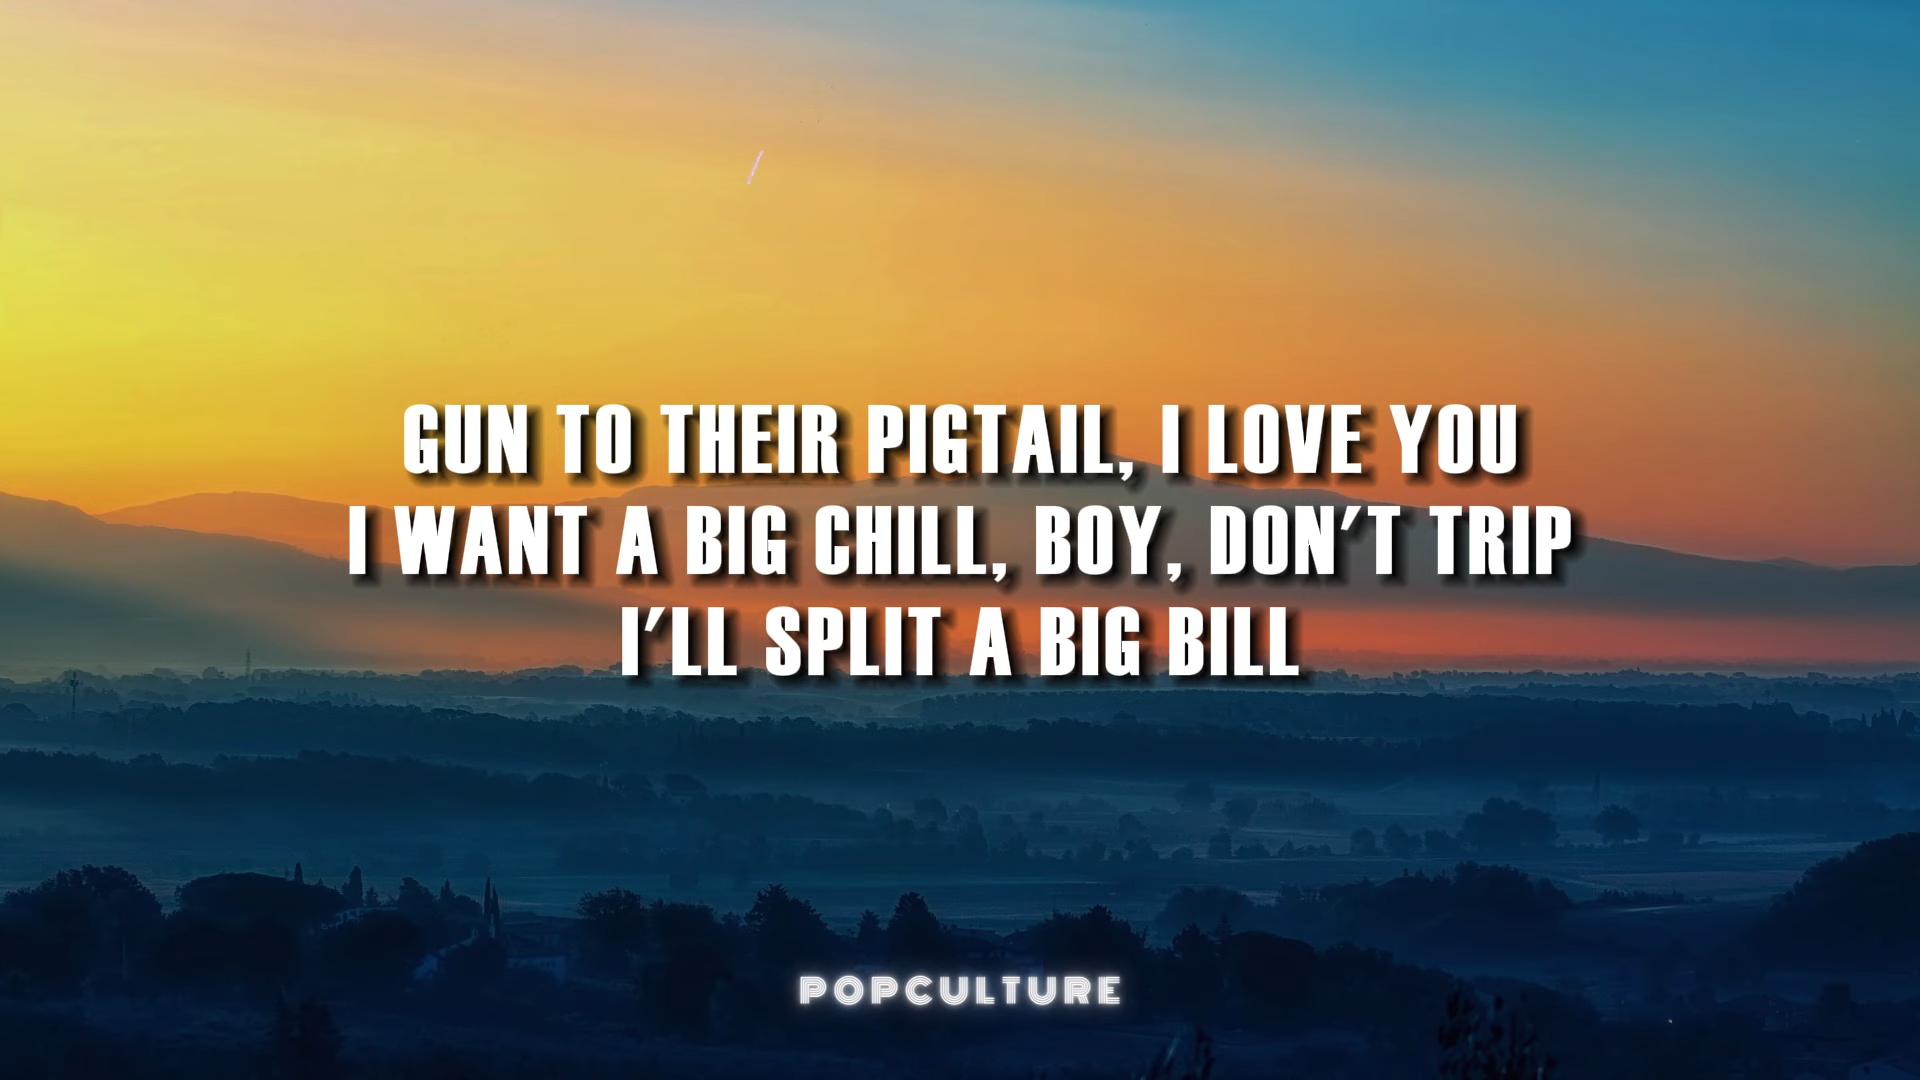 GUN TO THEIR PIGTAIL, I LOVE YOU
I WANT A BIG CHILL, BOY, DON'T TRIP
I'LL SPLIT A BIG BILL
POPCULTURE